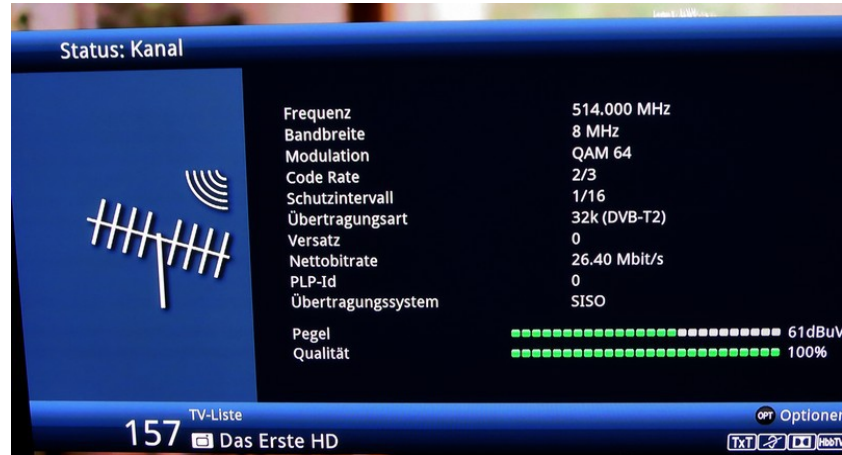 Status: Kanal
Frequenz 514.000 MHz
Bandbreite 8 MHz
Modulation QAM 64
Code Rate 2/3
Schutzintervall 1/16
Übertragungsart 32k (DVB-T2)
Versatz 0
Nettobitrate 26.40 Mbit/s
PLP-Id 0
Übertragungssystem SISO
Pegel 61dBuV
Qualität 100%
TV-Liste OPT Optionen
157 Das Erste HD TxT HbbTV